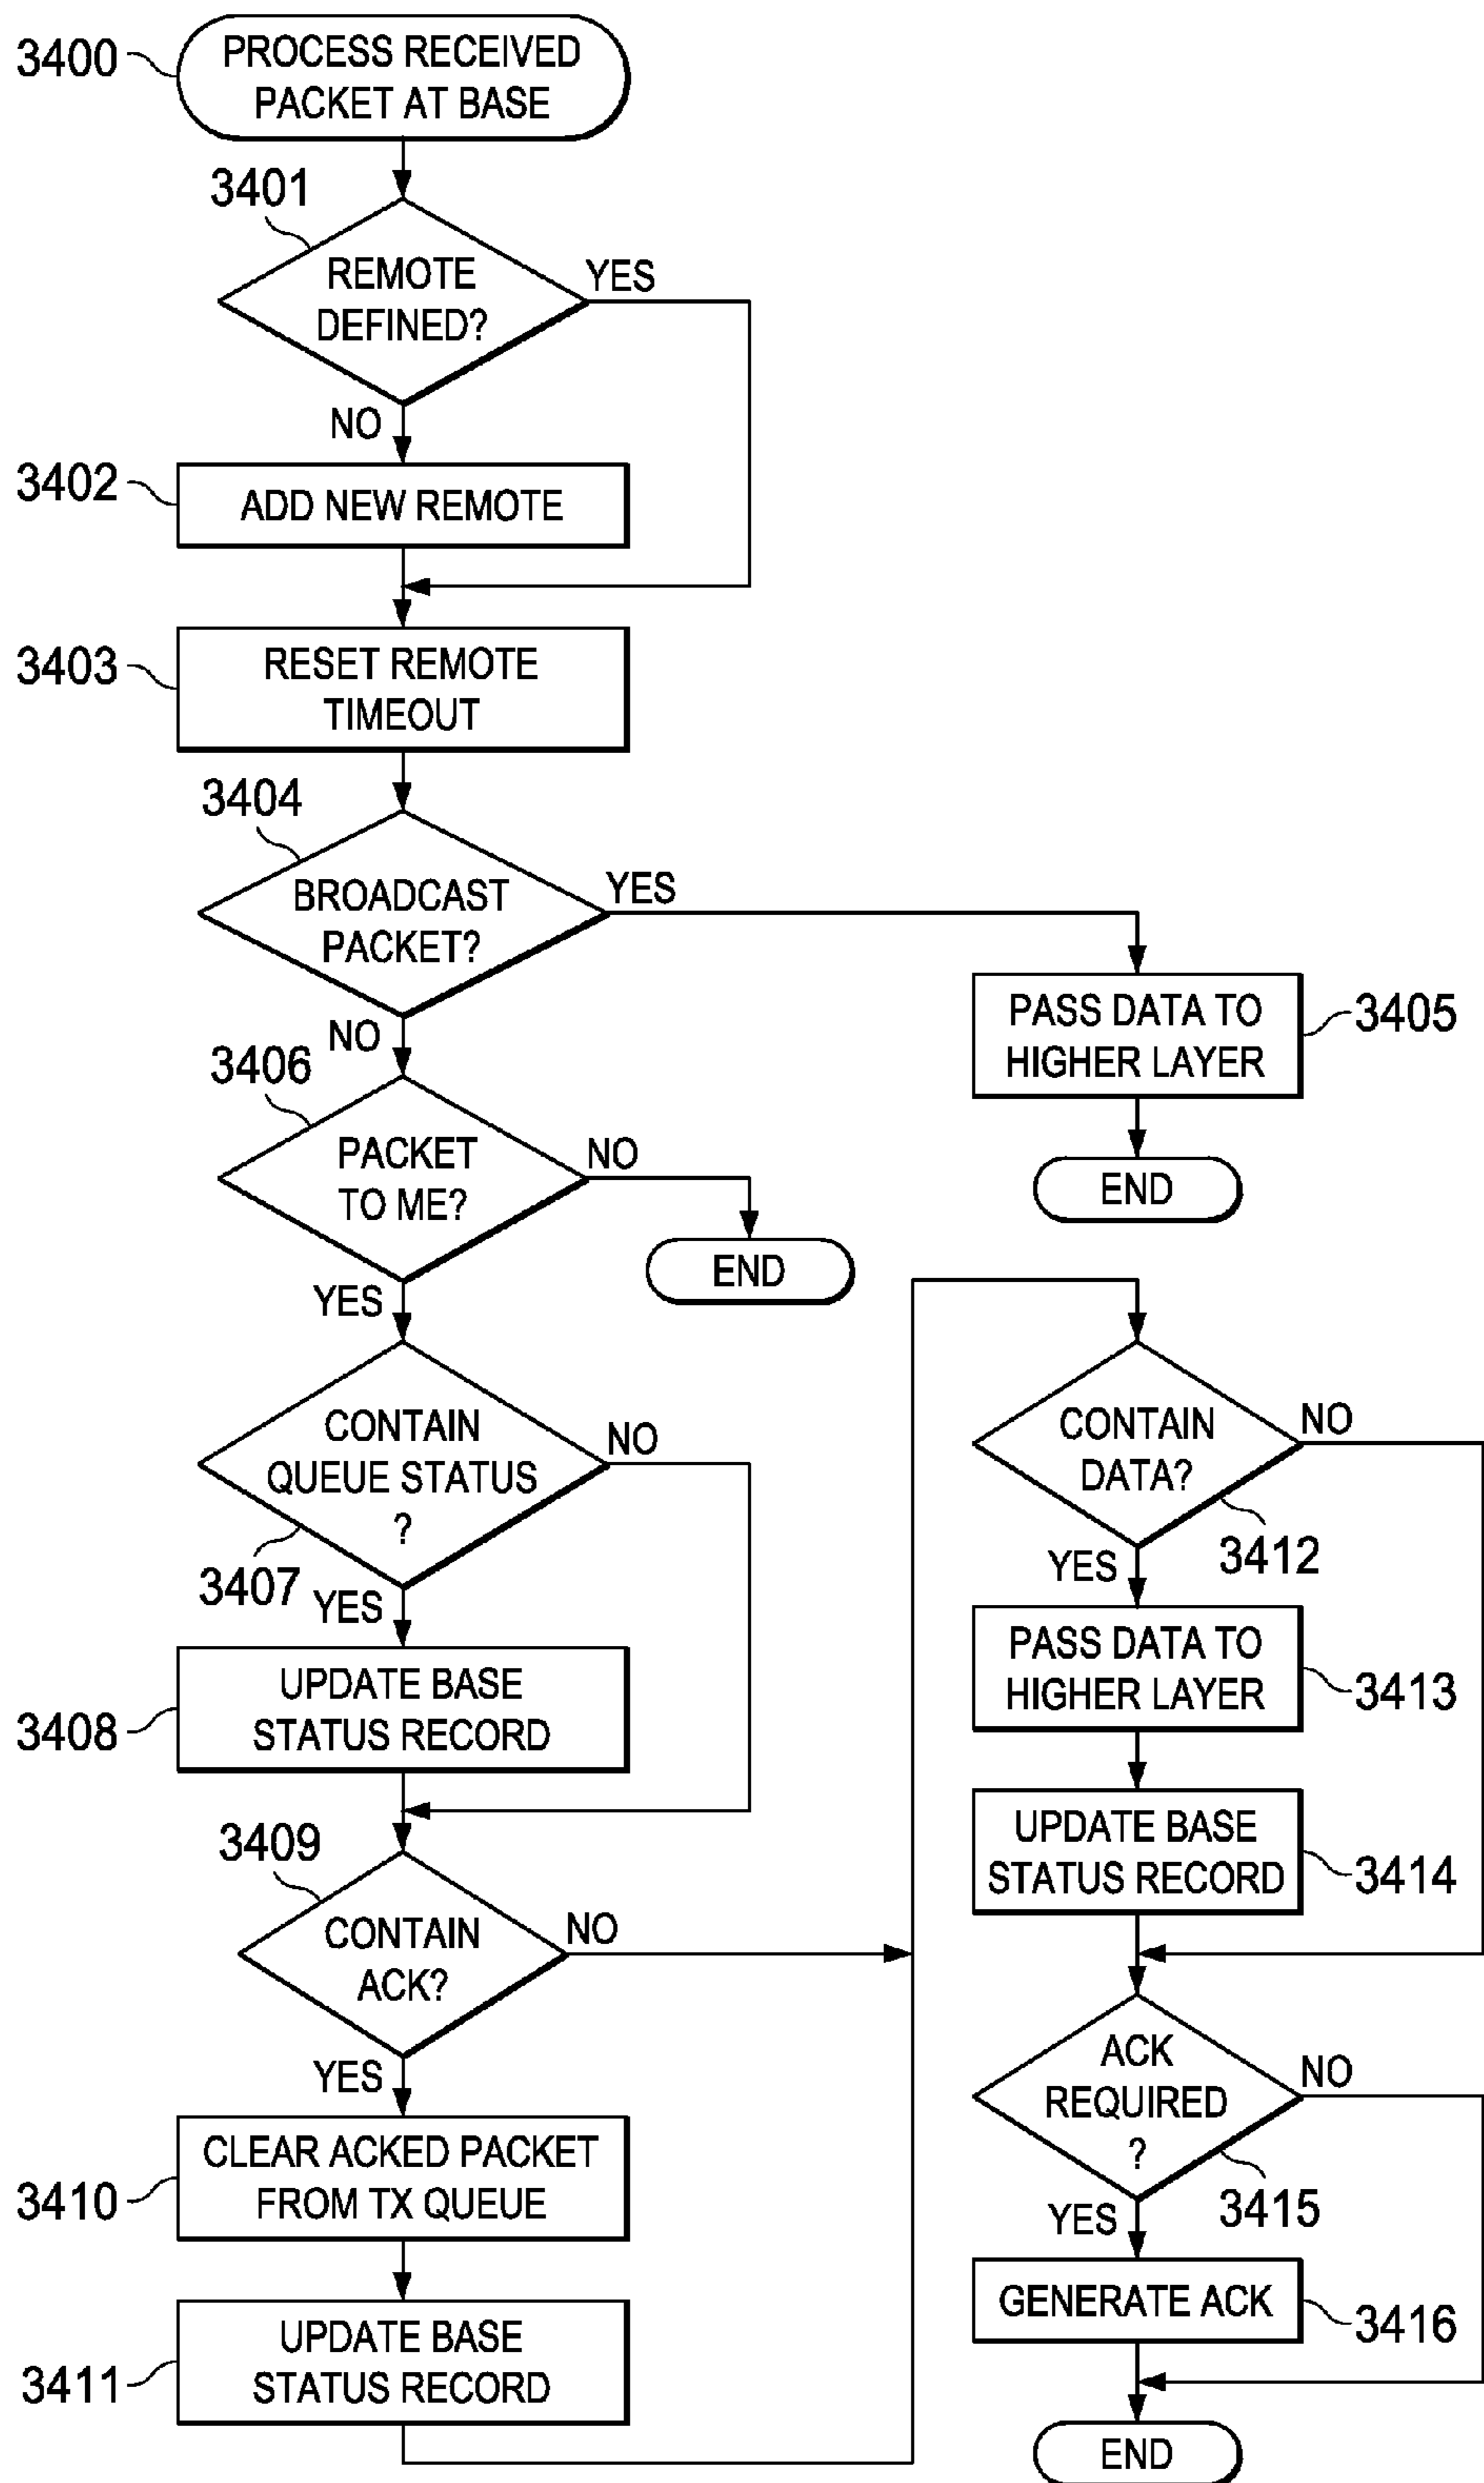 3400
PROCESS RECEIVED
PACKET AT BASE
3401
REMOTE
DEFINED?
YES
NO
3402
ADD NEW REMOTE
3403
RESET REMOTE
TIMEOUT
3404
BROADCAST
PACKET?
YES
NO
PASS DATA TO
HIGHER LAYER
3405
END
3406
PACKET
TO ME?
NO
END
YES
CONTAIN
QUEUE STATUS
?
NO
3407
YES
UPDATE BASE
STATUS RECORD
3408
3409
CONTAIN
ACK?
NO
YES
CLEAR ACKED PACKET
FROM TX QUEUE
3410
UPDATE BASE
STATUS RECORD
3411
CONTAIN
DATA?
NO
3412
YES
PASS DATA TO
HIGHER LAYER
3413
UPDATE BASE
STATUS RECORD
3414
ACK
REQUIRED
?
NO
3415
YES
GENERATE ACK
3416
END